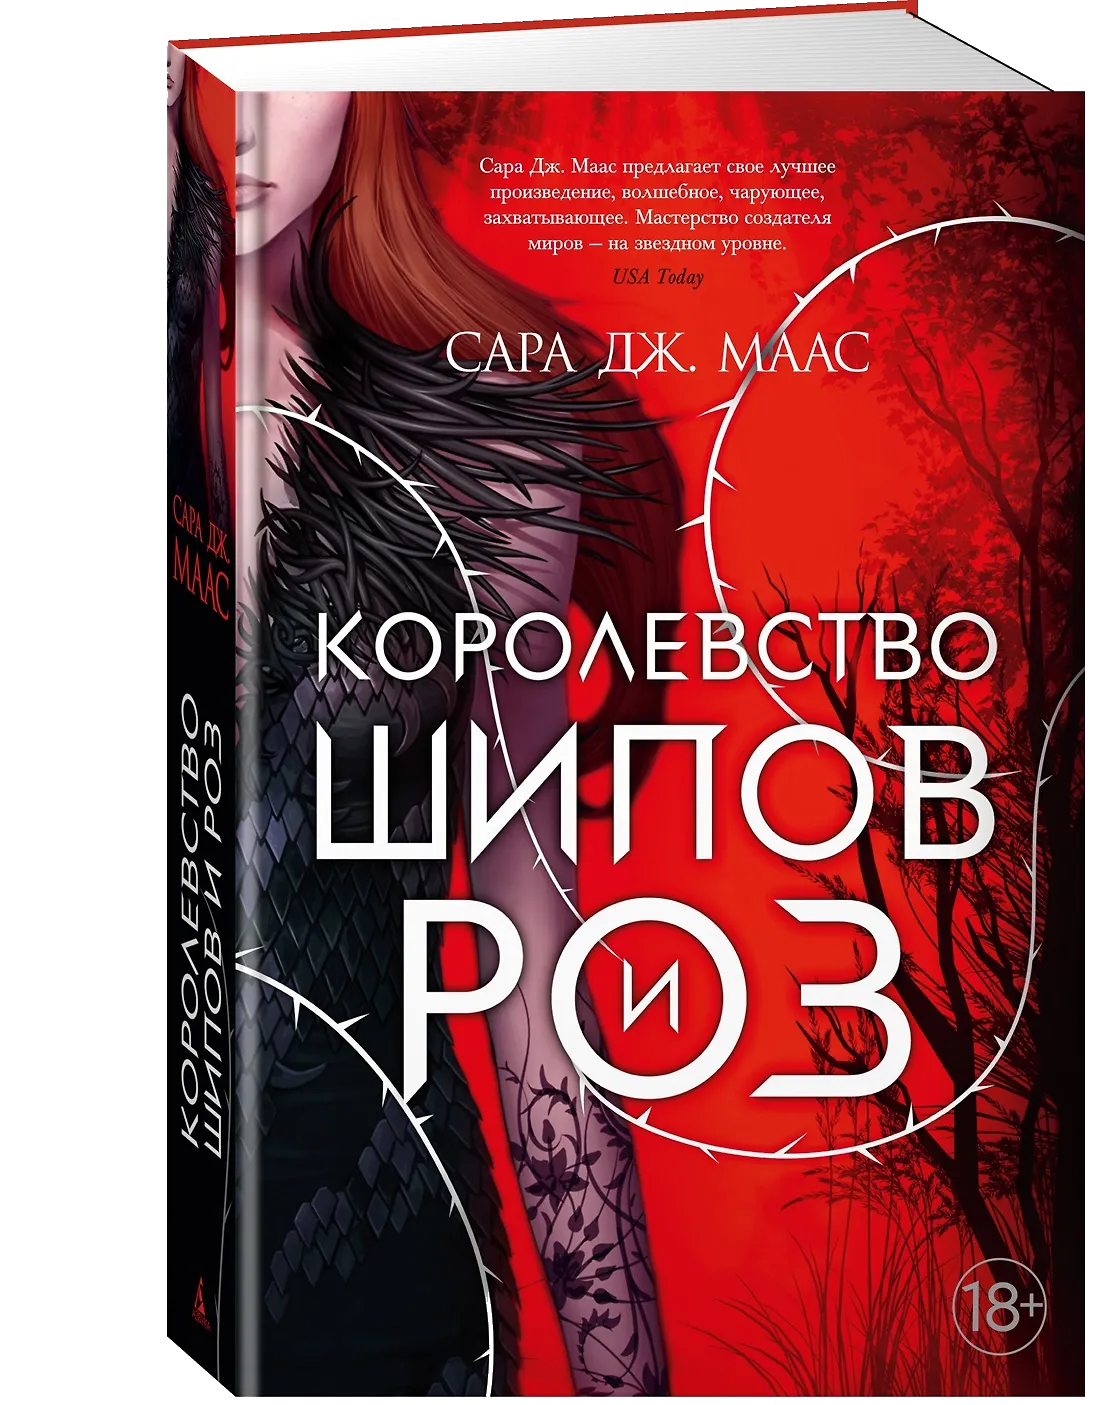 Сара Дж. Маас предлагает свое лучшее
произведение, волшебное, чарующее,
захватывающее. Мастерство создателя
миров – на звездном уровне.
USA Today
САРА ДЖ. МААС
КОРОЛЕВСТВО
ШИПОВ
И
РОЗ
18+
САРА ДЖ.
МААС
КОРОЛЕВСТВО
ШИПОВ И РОЗ
АЗБУКА